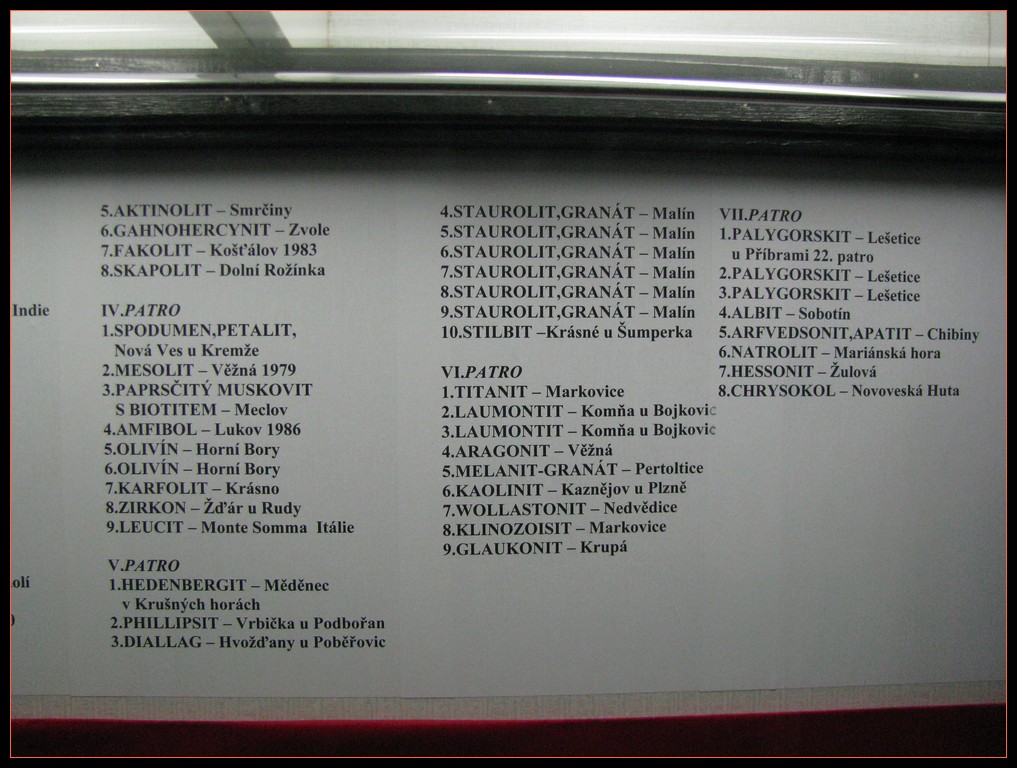 Indie
olí
5.AKTINOLIT – Smrčiny
6.GAHNOHERCYNIT – Zvole
7.FAKOLIT – Košťálov 1983
8.SKAPOLIT – Dolní Rožínka
IV.PATRO
1.SPODUMEN,PETALIT,
Nová Ves u Kremže
2.MESOLIT – Věžná 1979
3.PAPRSČITÝ MUSKOVIT
S BIOTITEM – Meclov
4.AMFIBOL – Lukov 1986
5.OLIVÍN – Horní Bory
6.OLIVÍN – Horní Bory
7.KARFOLIT – Krásno
8.ZIRKON – Žďár u Rudy
9.LEUCIT – Monte Somma Itálie
V.PATRO
1.HEDENBERGIT – Měděnec
v Krušných horách
2.PHILLIPSIT – Vrbička u Podbořan
3.DIALLAG – Hvožďany u Poběřovic
4.STAUROLIT,GRANÁT – Malín
5.STAUROLIT,GRANÁT – Malín
6.STAUROLIT,GRANÁT – Malín
7.STAUROLIT,GRANÁT – Malín
8.STAUROLIT,GRANÁT – Malín
9.STAUROLIT,GRANÁT – Malín
10.STILBIT –Krásné u Šumperka
VI.PATRO
1.TITANIT – Markovice
2.LAUMONTIT – Komňa u Bojkovic
3.LAUMONTIT – Komňa u Bojkovic
4.ARAGONIT – Věžná
5.MELANIT-GRANÁT – Pertoltice
6.KAOLINIT – Kaznějov u Plzně
7.WOLLASTONIT – Nedvědice
8.KLINOZOISIT – Markovice
9.GLAUKONIT – Krupá
VII.PATRO
1.PALYGORSKIT – Lešetice
u Příbrami 22. patro
2.PALYGORSKIT – Lešetice
3.PALYGORSKIT – Lešetice
4.ALBIT – Sobotín
5.ARFVEDSONIT,APATIT – Chibiny
6.NATROLIT – Mariánská hora
7.HESSONIT – Žulová
8.CHRYSOKOL – Novoveská Huta